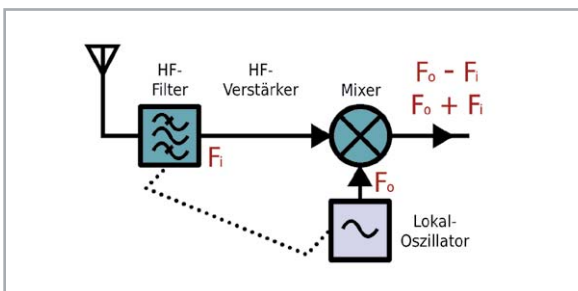 HF-
Filter
HF-
Verstärker
Mixer
Fₒ - Fᵢ
Fₒ + Fᵢ
Fᵢ
Fₒ
Lokal-
Oszillator